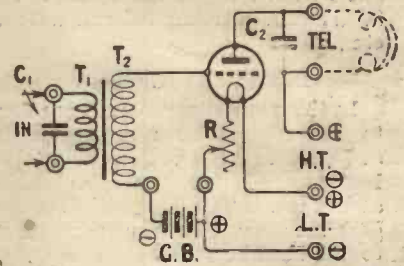 C₁
T₁
T₂
IN
C₂
TEL
R
H.T.
L.T.
G.B.
⊕
⊖
⊕
⊖
⊖
⊕